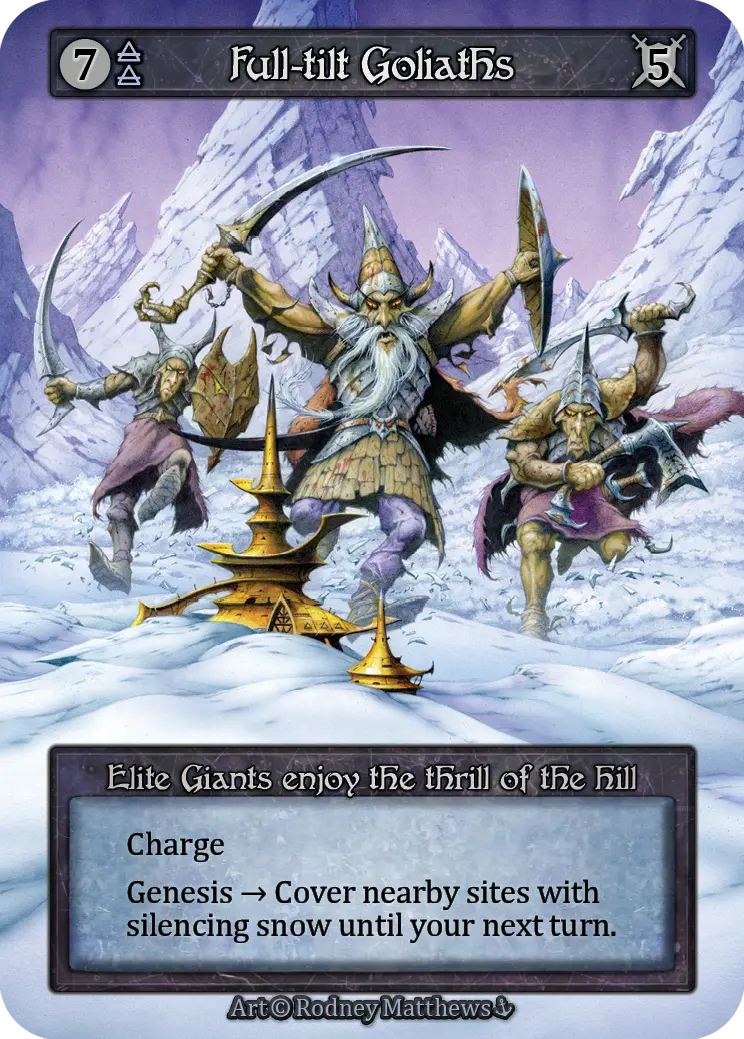 7
Full-tilt Goliaths
5
Elite Giants enjoy the thrill of the hill
Charge
Genesis → Cover nearby sites with
silencing snow until your next turn.
Art © Rodney Matthews